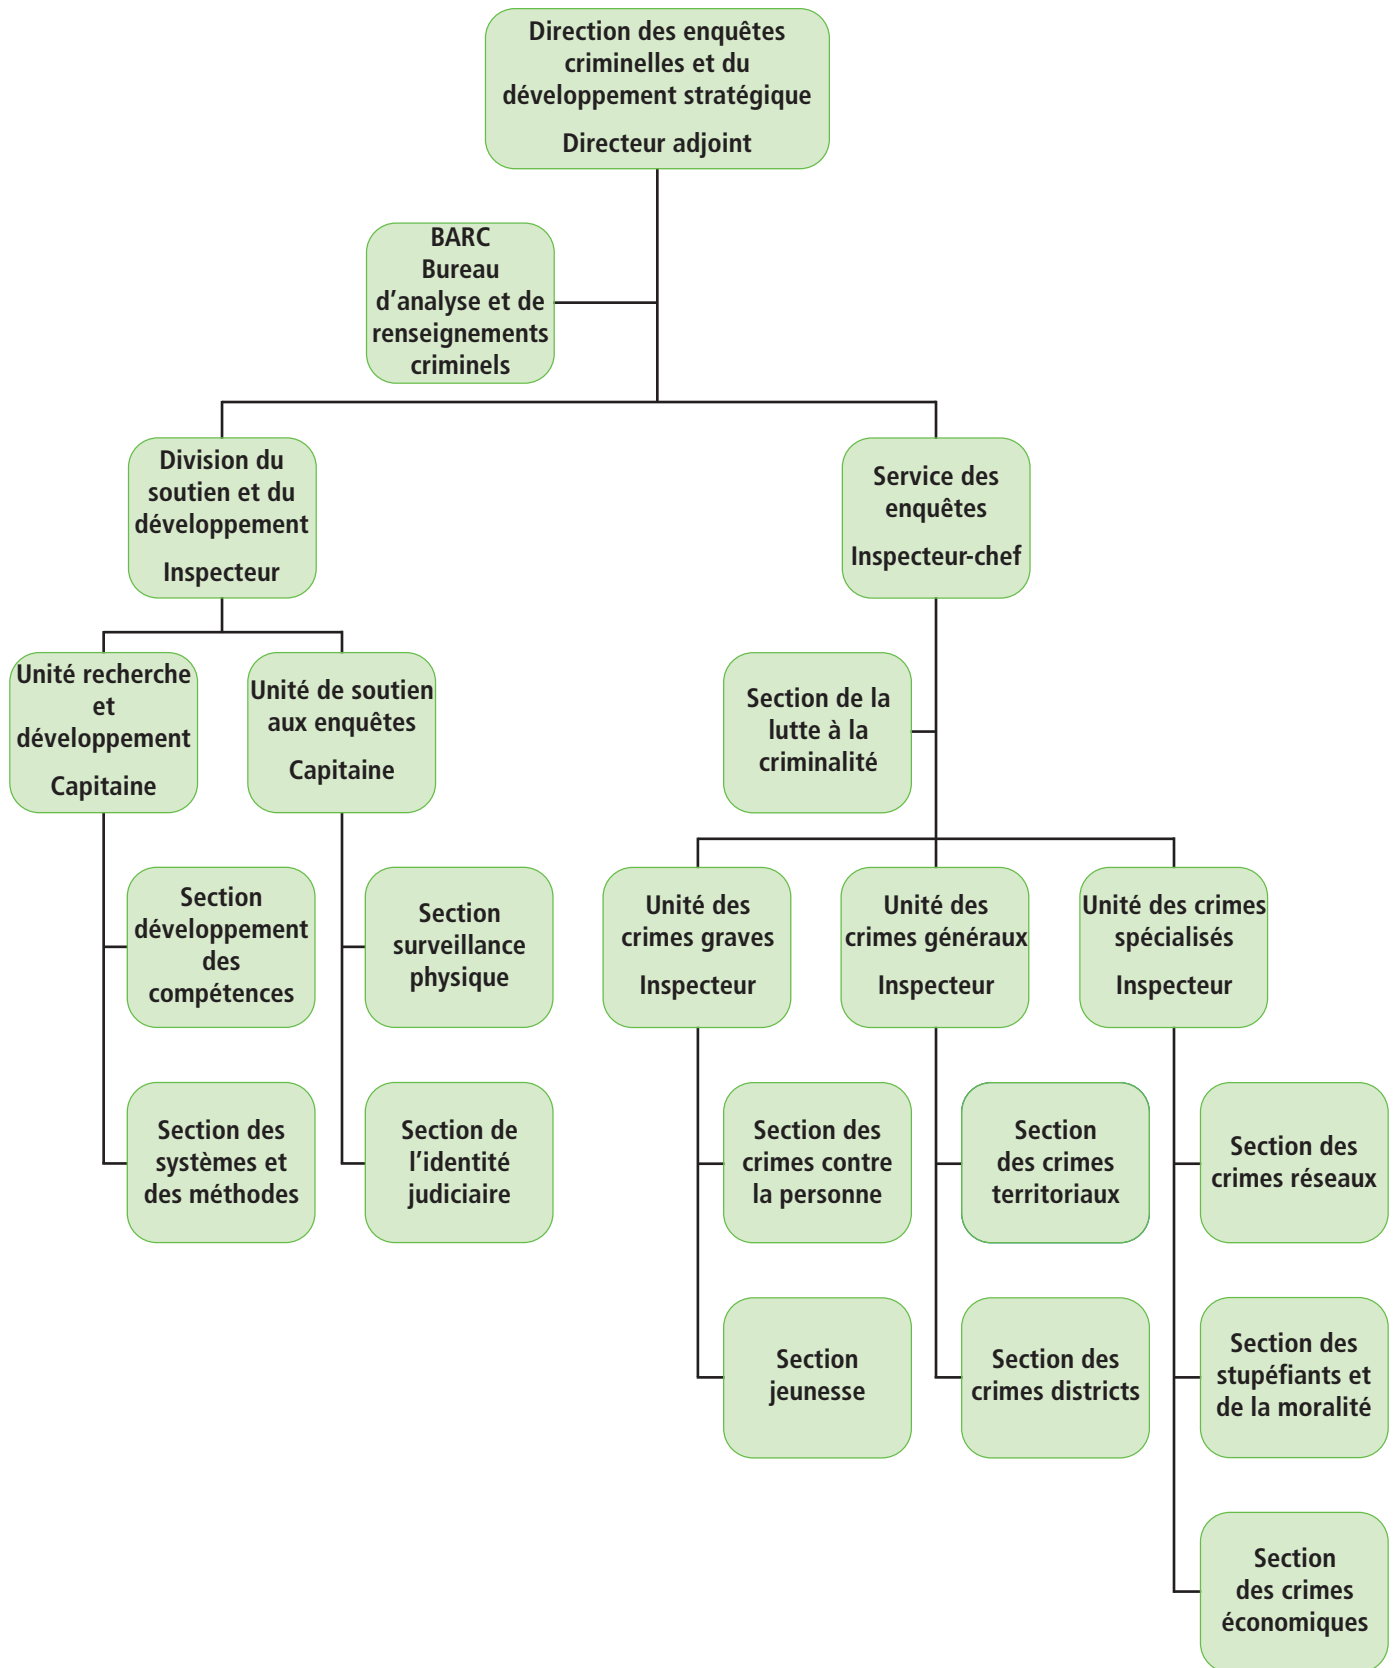 Direction des enquêtes
criminelles et du
développement stratégique
Directeur adjoint
BARC
Bureau
d’analyse et de
renseignements
criminels
Division du
soutien et du
développement
Inspecteur
Service des
enquêtes
Inspecteur-chef
Unité recherche
et
développement
Capitaine
Unité de soutien
aux enquêtes
Capitaine
Section de la
lutte à la
criminalité
Section
développement
des
compétences
Section
surveillance
physique
Unité des
crimes graves
Inspecteur
Unité des
crimes généraux
Inspecteur
Unité des crimes
spécialisés
Inspecteur
Section des
systèmes et
des méthodes
Section de
l’identité
judiciaire
Section des
crimes contre
la personne
Section
des crimes
territoriaux
Section des
crimes réseaux
Section
jeunesse
Section des
crimes districts
Section des
stupéfiants et
de la moralité
Section
des crimes
économiques